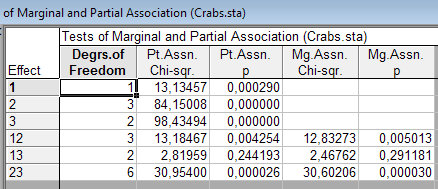 of Marginal and Partial Association (Crabs.sta)
Tests of Marginal and Partial Association (Crabs.sta)
Effect Degrs.of Freedom Pt.Assn. Chi-sqr. Pt.Assn. p Mg.Assn. Chi-sqr. Mg.Assn. p
1 1 13,13457 0,000290
2 3 84,15008 0,000000
3 2 98,43494 0,000000
12 3 13,18467 0,004254 12,83273 0,005013
13 2 2,81959 0,244193 2,46762 0,291181
23 6 30,95400 0,000026 30,60206 0,000030